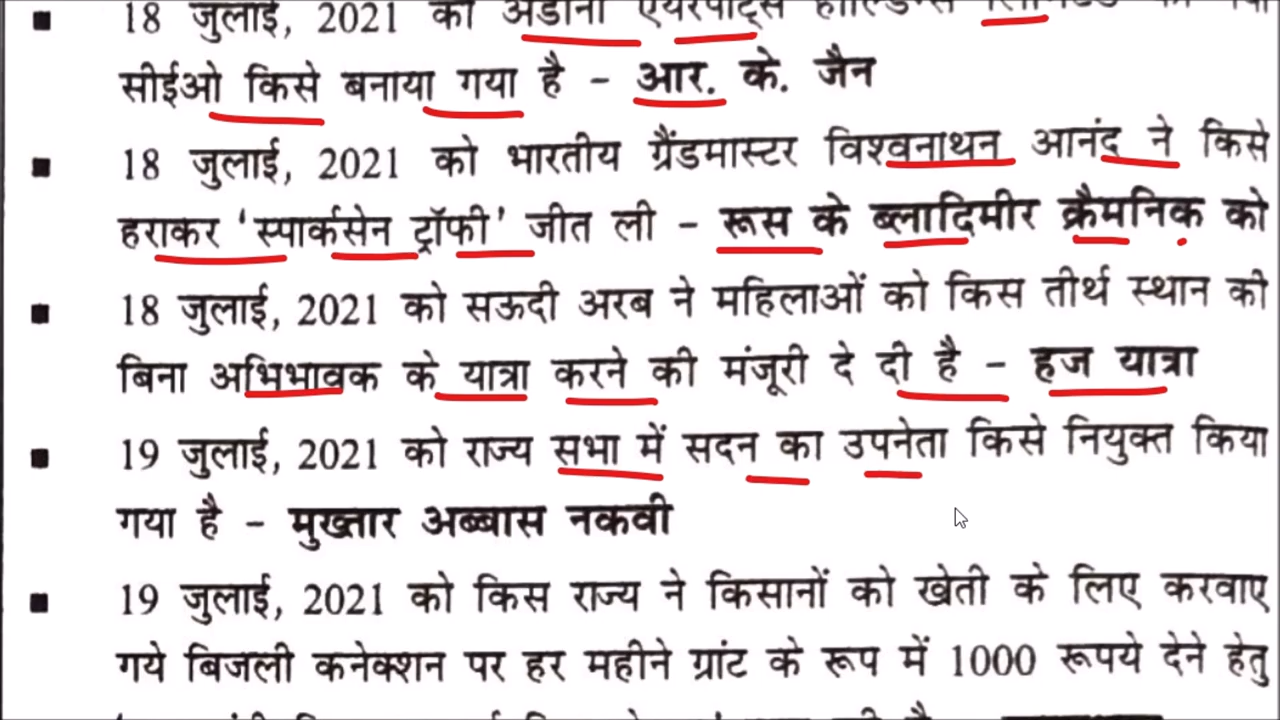 18 जुलाई, 2021 को अडानी एयरपोर्ट्स होल्डिंग्स लिमिटेड
सीईओ किसे बनाया गया है - आर. के. जैन
18 जुलाई, 2021 को भारतीय ग्रैंडमास्टर विश्वनाथन आनंद ने किसे
हराकर 'स्पार्कसेन ट्रॉफी' जीत ली - रूस के ब्लादिमीर क्रैमनिक को
18 जुलाई, 2021 को सऊदी अरब ने महिलाओं को किस तीर्थ स्थान की
बिना अभिभावक के यात्रा करने की मंजूरी दे दी है - हज यात्रा
19 जुलाई, 2021 को राज्य सभा में सदन का उपनेता किसे नियुक्त किया
गया है - मुख्तार अब्बास नकवी
19 जुलाई, 2021 को किस राज्य ने किसानों को खेती के लिए करवाए
गये बिजली कनेक्शन पर हर महीने ग्रांट के रूप में 1000 रूपये देने हेतु